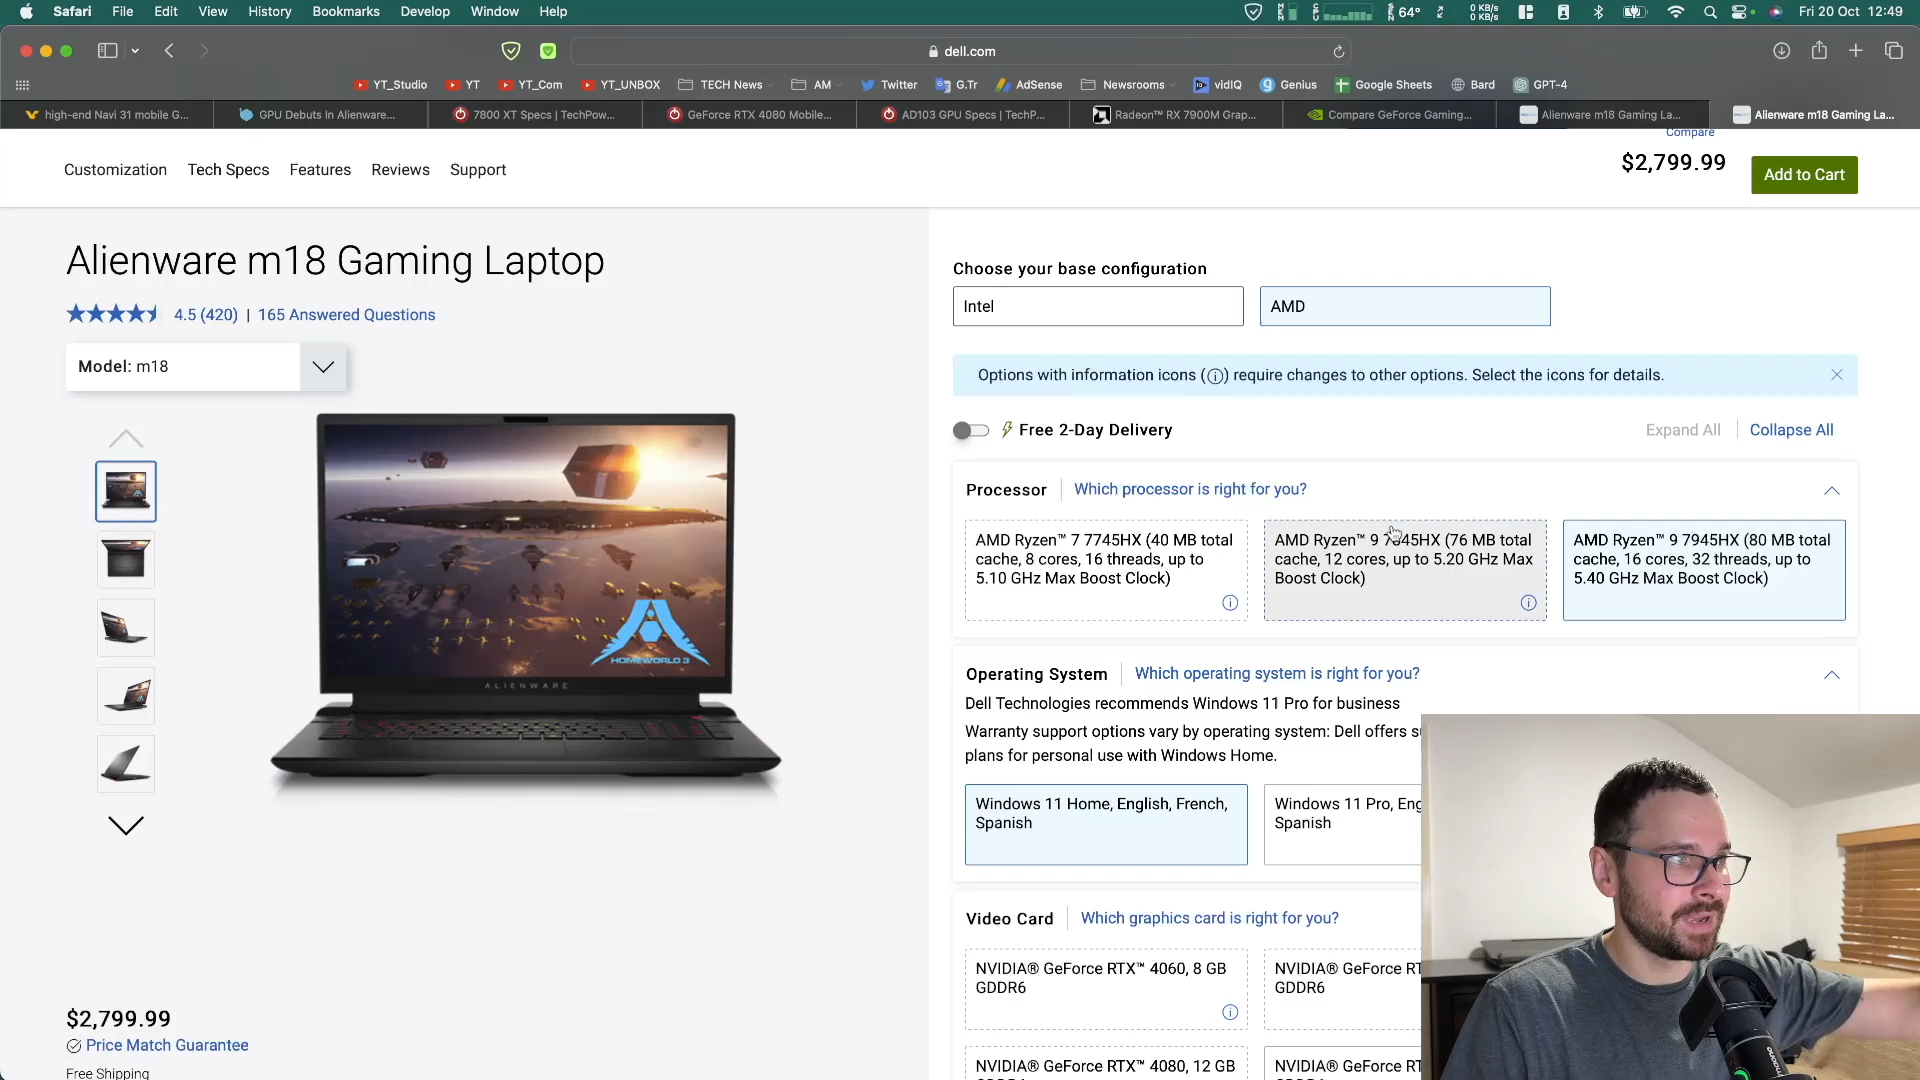 Safari File Edit View History Bookmarks Develop Window Help
64° 0 KB/s 0 KB/s Fri 20 Oct 12:49
dell.com
YT_Studio YT YT_Com YT_UNBOX TECH News AM Twitter G.Tr AdSense Newsrooms vidIQ Genius Google Sheets Bard GPT-4
high-end Navi 31 mobile G... GPU Debuts In Alienware... 7800 XT Specs | TechPow... GeForce RTX 4080 Mobile... AD103 GPU Specs | TechP... Radeon™ RX 7900M Grap... Compare GeForce Gaming... Alienware m18 Gaming La... Alienware m18 Gaming La...
Compare
Customization Tech Specs Features Reviews Support
$2,799.99
Add to Cart
Alienware m18 Gaming Laptop
4.5 (420) | 165 Answered Questions
Model: m18
ALIENWARE
HOMEWORLD 3
$2,799.99
Price Match Guarantee
Free Shipping
Choose your base configuration
Intel
AMD
Options with information icons (ⓘ) require changes to other options. Select the icons for details.
Free 2-Day Delivery
Expand All Collapse All
Processor Which processor is right for you?
AMD Ryzen™ 7 7745HX (40 MB total
cache, 8 cores, 16 threads, up to
5.10 GHz Max Boost Clock)
AMD Ryzen™ 9 7845HX (76 MB total
cache, 12 cores, up to 5.20 GHz Max
Boost Clock)
AMD Ryzen™ 9 7945HX (80 MB total
cache, 16 cores, 32 threads, up to
5.40 GHz Max Boost Clock)
Operating System Which operating system is right for you?
Dell Technologies recommends Windows 11 Pro for business
Warranty support options vary by operating system: Dell offers
plans for personal use with Windows Home.
Windows 11 Home, English, French,
Spanish
Windows 11 Pro, Eng
Spanish
Video Card Which graphics card is right for you?
NVIDIA® GeForce RTX™ 4060, 8 GB
GDDR6
NVIDIA® GeForce RT
GDDR6
NVIDIA® GeForce RTX™ 4080, 12 GB
NVIDIA® GeForce RT